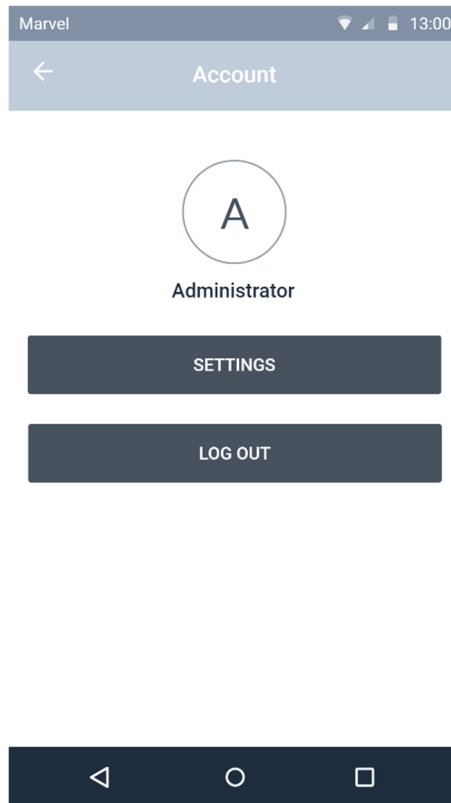 Marvel 13:00
Account
A
Administrator
SETTINGS
LOG OUT